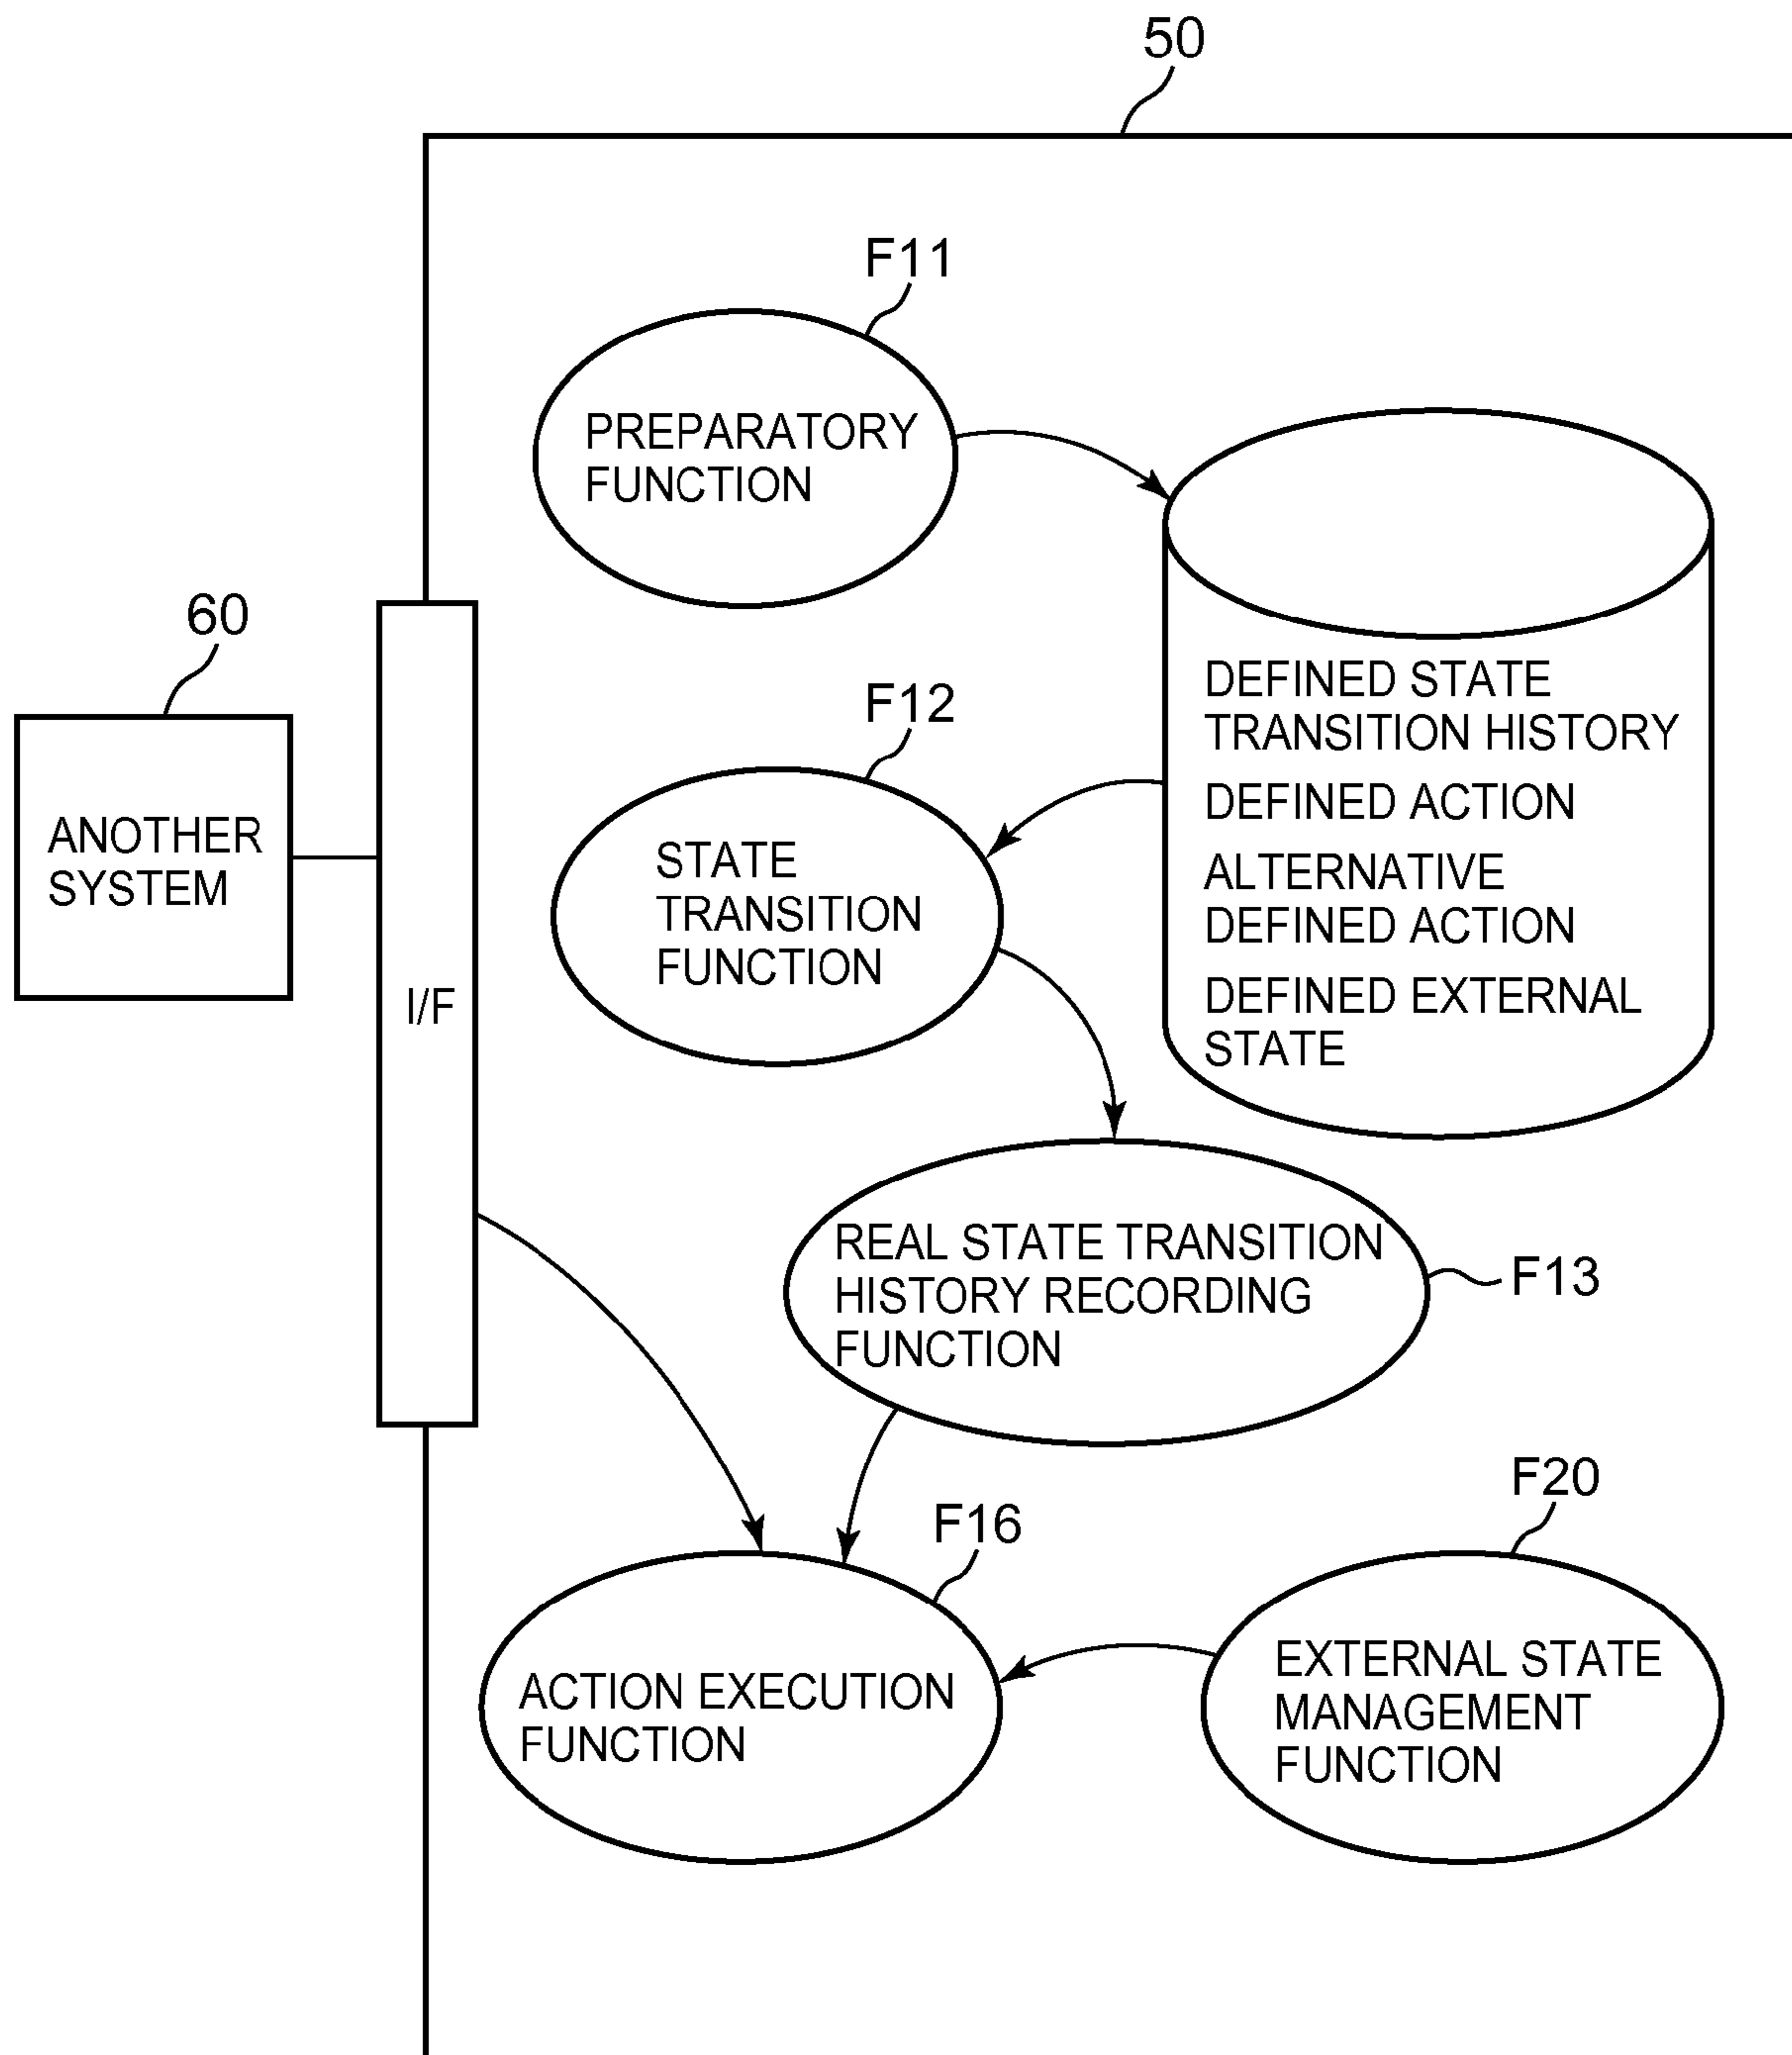 50
F11
PREPARATORY
FUNCTION
60
ANOTHER
SYSTEM
I/F
F12
STATE
TRANSITION
FUNCTION
DEFINED STATE
TRANSITION HISTORY
DEFINED ACTION
ALTERNATIVE
DEFINED ACTION
DEFINED EXTERNAL
STATE
REAL STATE TRANSITION
HISTORY RECORDING
FUNCTION
F13
F16
ACTION EXECUTION
FUNCTION
F20
EXTERNAL STATE
MANAGEMENT
FUNCTION